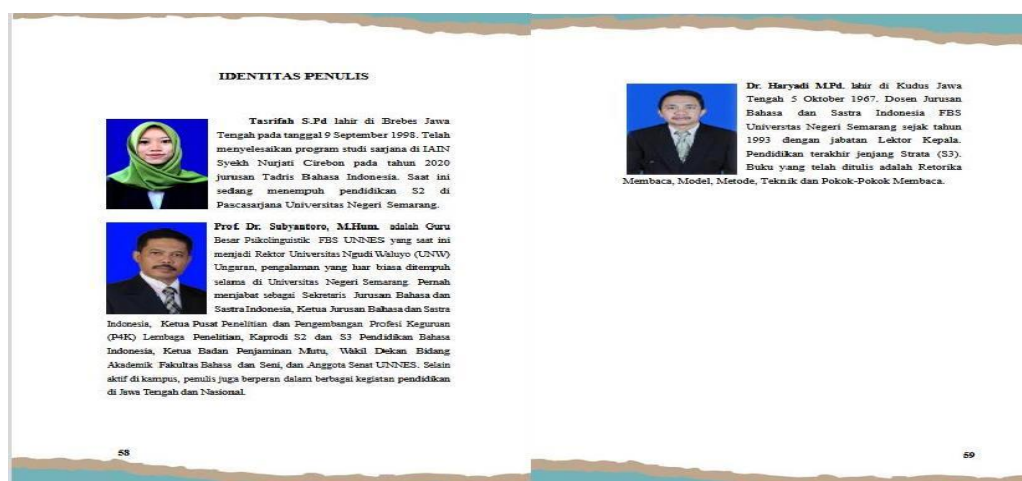 IDENTITAS PENULIS
Tasrifah S.Pd lahir di Brebes Jawa
Tengah pada tanggal 9 September 1998. Telah
menyelesaikan program studi sarjana di IAIN
Syekh Nurjati Cirebon pada tahun 2020
jurusan Tadris Bahasa Indonesia. Saat ini
sedang menempuh pendidikan S2 di
Pascasarjana Universitas Negeri Semarang.
Prof. Dr. Subyantoro, M.Hum. adalah Guru
Besar Psikolinguistik FBS UNNES yang saat ini
menjadi Rektor Universitas Ngudi Waluyo (UNW)
Ungaran, pengalaman yang luar biasa ditempuh
selama di Universitas Negeri Semarang. Pernah
menjabat sebagai Sekretaris Jurusan Bahasa dan
Sastra Indonesia, Ketua Jurusan Bahasa dan Sastra
Indonesia, Ketua Pusat Penelitian dan Pengembangan Profesi Keguruan
(P4K) Lembaga Penelitian, Kaprodi S2 dan S3 Pendidikan Bahasa
Indonesia, Ketua Badan Penjaminan Mutu, Wakil Dekan Bidang
Akademik Fakultas Bahasa dan Seni, dan Anggota Senat UNNES. Selain
aktif di kampus, penulis juga berperan dalam berbagai kegiatan pendidikan
di Jawa Tengah dan Nasional.
58
Dr. Haryadi M.Pd. lahir di Kudus Jawa
Tengah 5 Oktober 1967. Dosen Jurusan
Bahasa dan Sastra Indonesia FBS
Universtas Negeri Semarang sejak tahun
1993 dengan jabatan Lektor Kepala.
Pendidikan terakhir jenjang Strata (S3).
Buku yang telah ditulis adalah Retorika
Membaca, Model, Metode, Teknik dan Pokok-Pokok Membaca.
59